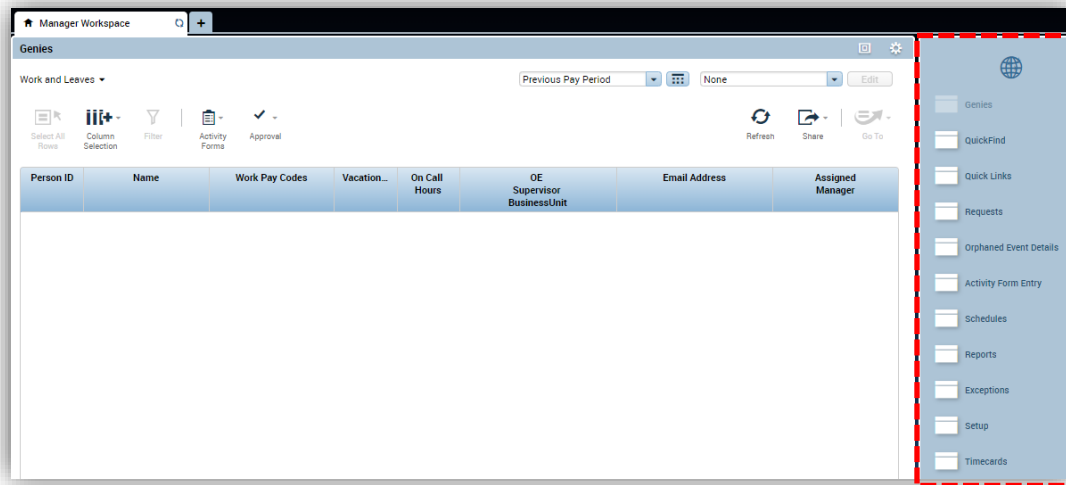 Manager Workspace
+
Genies
Work and Leaves
Previous Pay Period
None
Edit
Select All
Rows
Column
Selection
Filter
Activity
Forms
Approval
Refresh
Share
Go To
Person ID
Name
Work Pay Codes
Vacation...
On Call
Hours
OE
Supervisor
BusinessUnit
Email Address
Assigned
Manager
Genies
QuickFind
Quick Links
Requests
Orphaned Event Details
Activity Form Entry
Schedules
Reports
Exceptions
Setup
Timecards